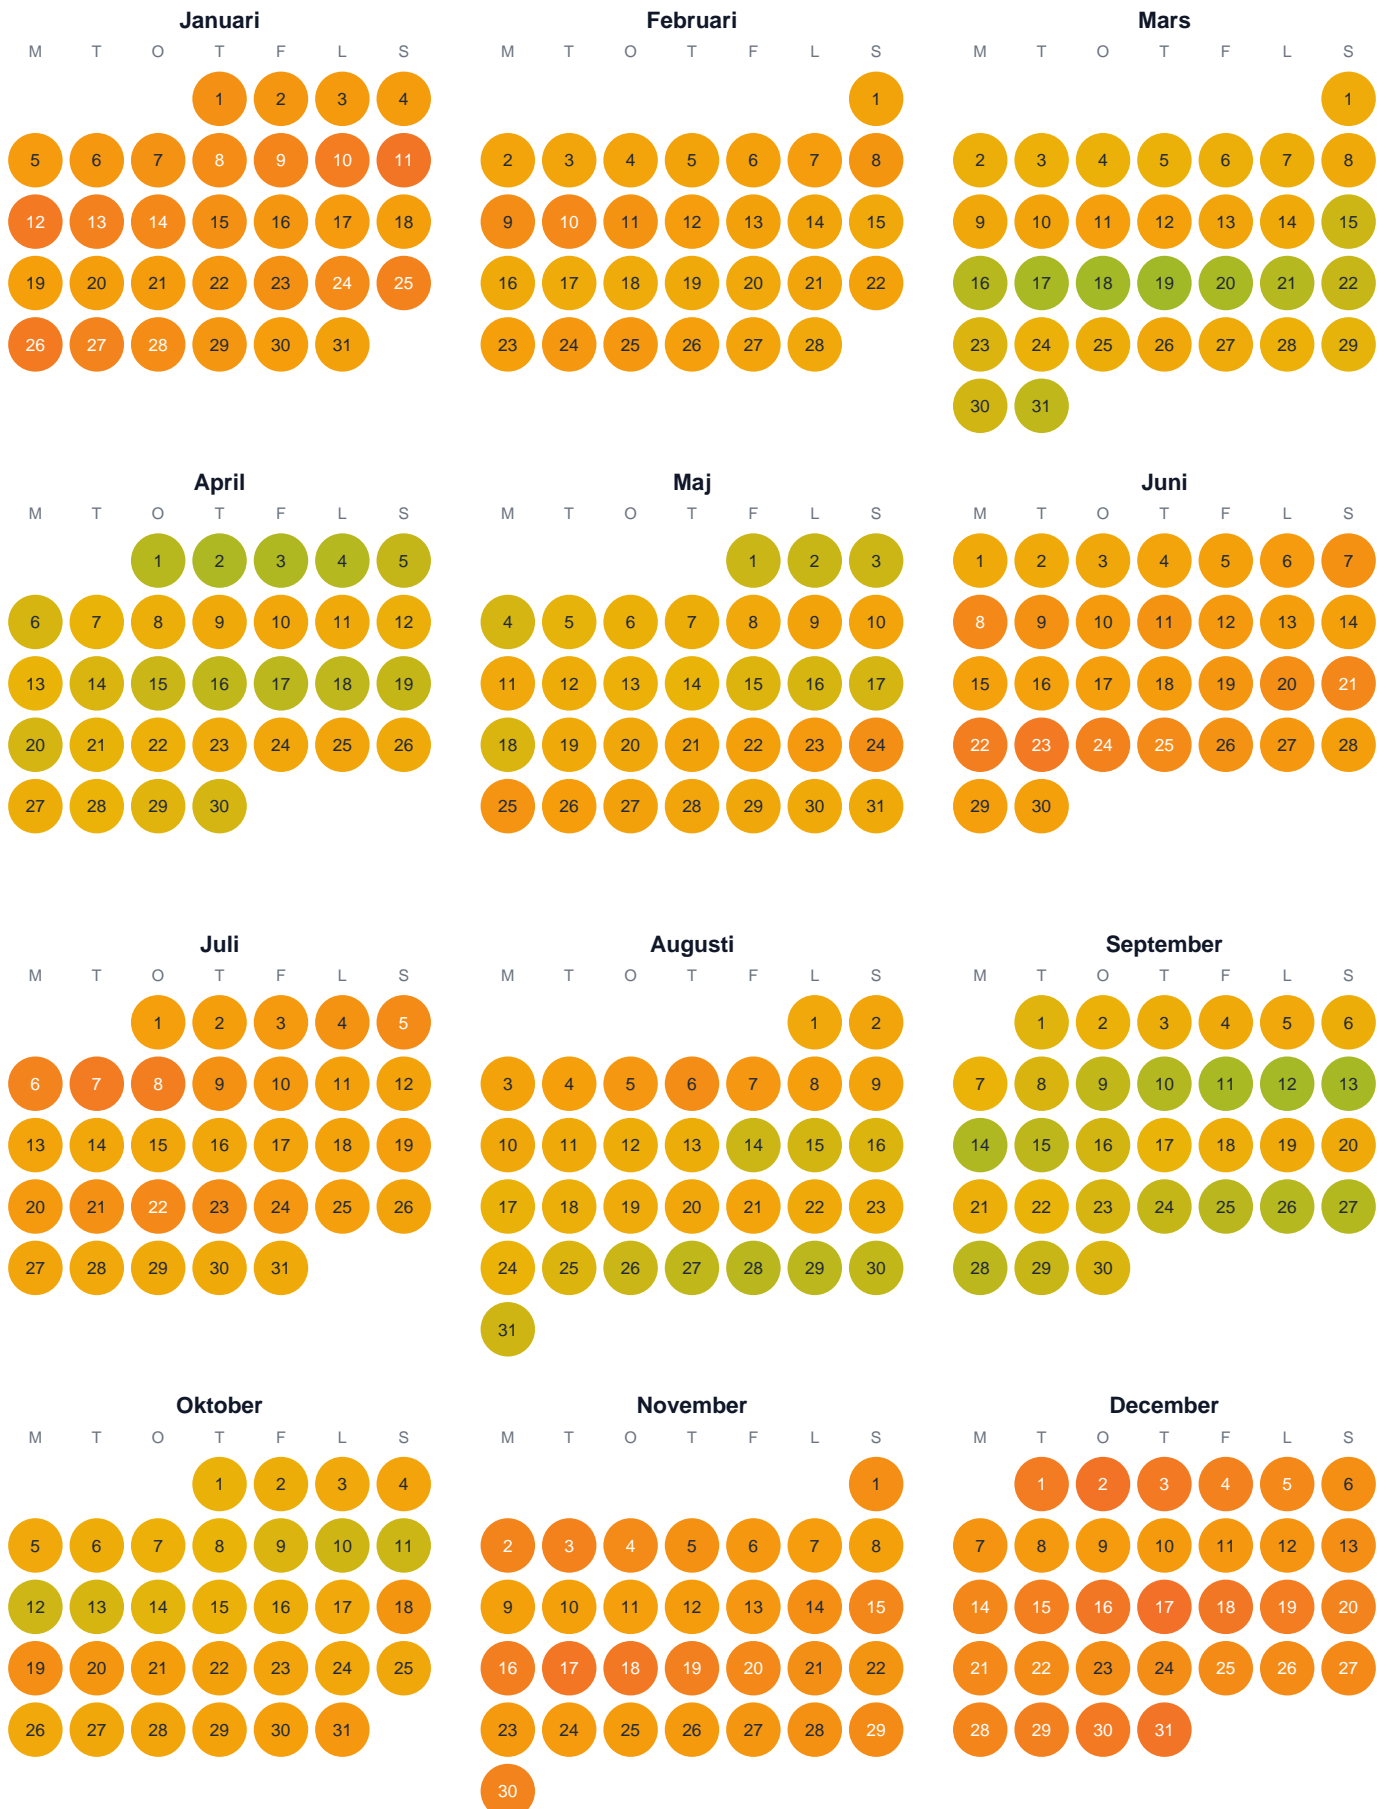 Januari
M T O T F L S
1 2 3 4
5 6 7 8 9 10 11
12 13 14 15 16 17 18
19 20 21 22 23 24 25
26 27 28 29 30 31
Februari
M T O T F L S
1
2 3 4 5 6 7 8
9 10 11 12 13 14 15
16 17 18 19 20 21 22
23 24 25 26 27 28
Mars
M T O T F L S
1
2 3 4 5 6 7 8
9 10 11 12 13 14 15
16 17 18 19 20 21 22
23 24 25 26 27 28 29
30 31
April
M T O T F L S
1 2 3 4 5
6 7 8 9 10 11 12
13 14 15 16 17 18 19
20 21 22 23 24 25 26
27 28 29 30
Maj
M T O T F L S
1 2 3
4 5 6 7 8 9 10
11 12 13 14 15 16 17
18 19 20 21 22 23 24
25 26 27 28 29 30 31
Juni
M T O T F L S
1 2 3 4 5 6 7
8 9 10 11 12 13 14
15 16 17 18 19 20 21
22 23 24 25 26 27 28
29 30
Juli
M T O T F L S
1 2 3 4 5
6 7 8 9 10 11 12
13 14 15 16 17 18 19
20 21 22 23 24 25 26
27 28 29 30 31
Augusti
M T O T F L S
1 2
3 4 5 6 7 8 9
10 11 12 13 14 15 16
17 18 19 20 21 22 23
24 25 26 27 28 29 30
31
September
M T O T F L S
1 2 3 4 5 6
7 8 9 10 11 12 13
14 15 16 17 18 19 20
21 22 23 24 25 26 27
28 29 30
Oktober
M T O T F L S
1 2 3 4
5 6 7 8 9 10 11
12 13 14 15 16 17 18
19 20 21 22 23 24 25
26 27 28 29 30 31
November
M T O T F L S
1
2 3 4 5 6 7 8
9 10 11 12 13 14 15
16 17 18 19 20 21 22
23 24 25 26 27 28 29
30
December
M T O T F L S
1 2 3 4 5 6
7 8 9 10 11 12 13
14 15 16 17 18 19 20
21 22 23 24 25 26 27
28 29 30 31